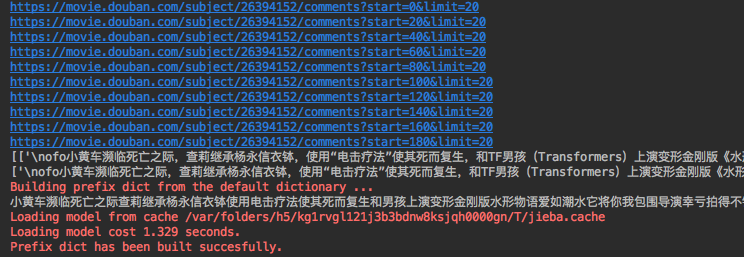 https://movie.douban.com/subject/26394152/comments?start=0&limit=20
https://movie.douban.com/subject/26394152/comments?start=20&limit=20
https://movie.douban.com/subject/26394152/comments?start=40&limit=20
https://movie.douban.com/subject/26394152/comments?start=60&limit=20
https://movie.douban.com/subject/26394152/comments?start=80&limit=20
https://movie.douban.com/subject/26394152/comments?start=100&limit=20
https://movie.douban.com/subject/26394152/comments?start=120&limit=20
https://movie.douban.com/subject/26394152/comments?start=140&limit=20
https://movie.douban.com/subject/26394152/comments?start=160&limit=20
https://movie.douban.com/subject/26394152/comments?start=180&limit=20
[['\nofo小黄车濒临死亡之际，查莉继承杨永信衣钵，使用“电击疗法”使其死而复生，和TF男孩（Transformers）上演变形金刚版《水形
['\nofo小黄车濒临死亡之际，查莉继承杨永信衣钵，使用“电击疗法”使其死而复生，和TF男孩（Transformers）上演变形金刚版《水形物
Building prefix dict from the default dictionary ...
小黄车濒临死亡之际查莉继承杨永信衣钵使用电击疗法使其死而复生和男孩上演变形金刚版水形物语爱如潮水它将你我包围导演幸亏拍得不
Loading model from cache /var/folders/h5/kg1rvgl121j3b3bdnw8ksjqh0000gn/T/jieba.cache
Loading model cost 1.329 seconds.
Prefix dict has been built succesfully.